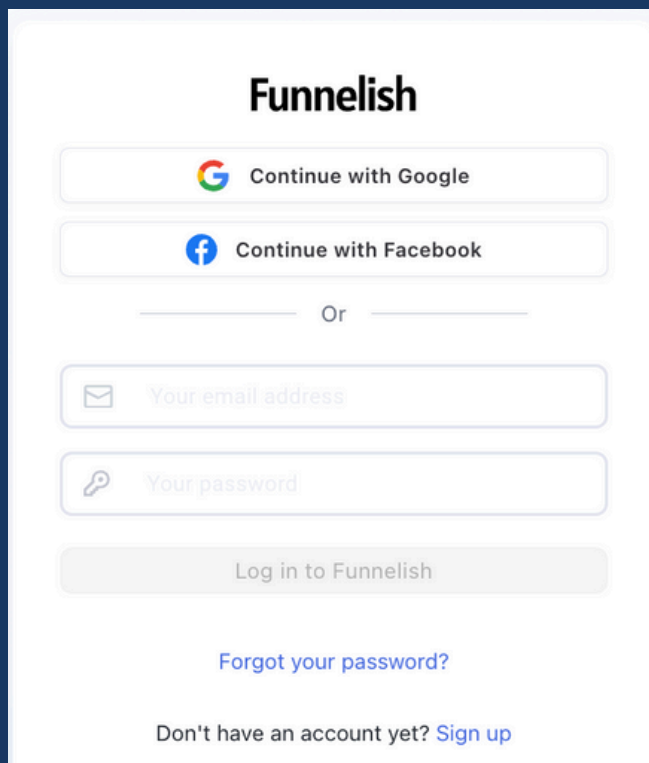 Funnelish
Continue with Google
Continue with Facebook
Or
Your email address
Your password
Log in to Funnelish
Forgot your password?
Don't have an account yet? Sign up